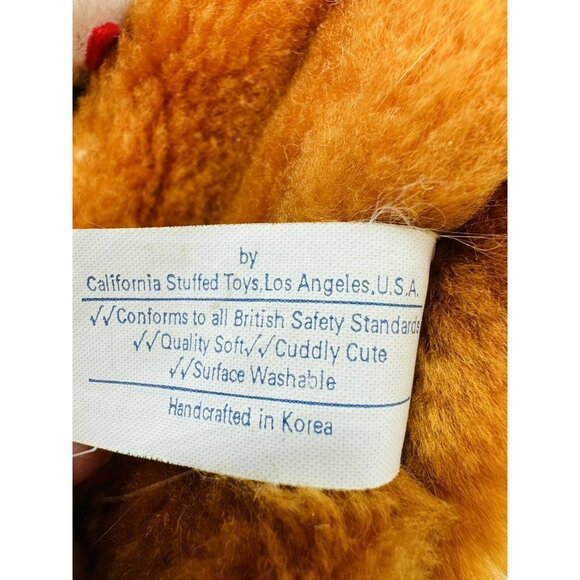 by
California Stuffed Toys, Los Angeles, U.S.A.
√√Conforms to all British Safety Standards
√√Quality Soft√√Cuddly Cute
√√Surface Washable
Handcrafted in Korea